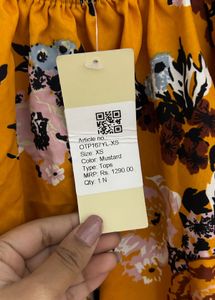 Article no:
OTP167YL-XS
Size: XS
Color: Mustard
Type: Tops
MRP: Rs. 1290.00
Qty: 1 N